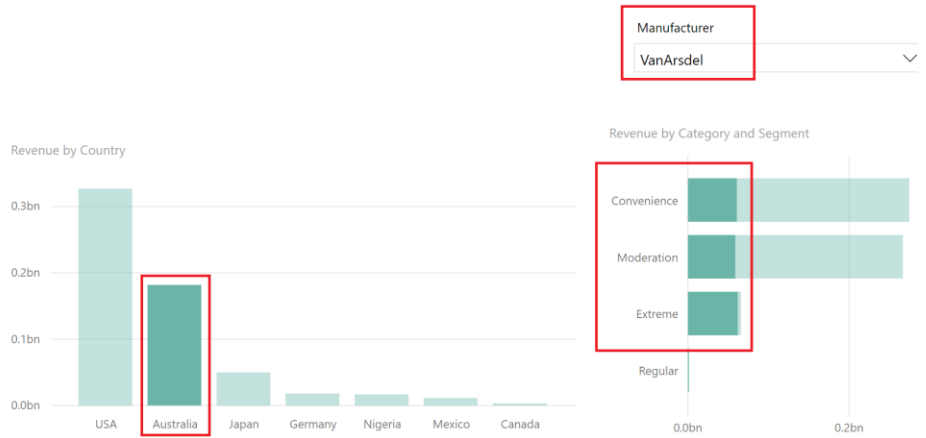 Manufacturer
VanArsdel
Revenue by Country
0.3bn
0.2bn
0.1bn
0.0bn
USA Australia Japan Germany Nigeria Mexico Canada
Revenue by Category and Segment
Convenience
Moderation
Extreme
Regular
0.0bn 0.2bn